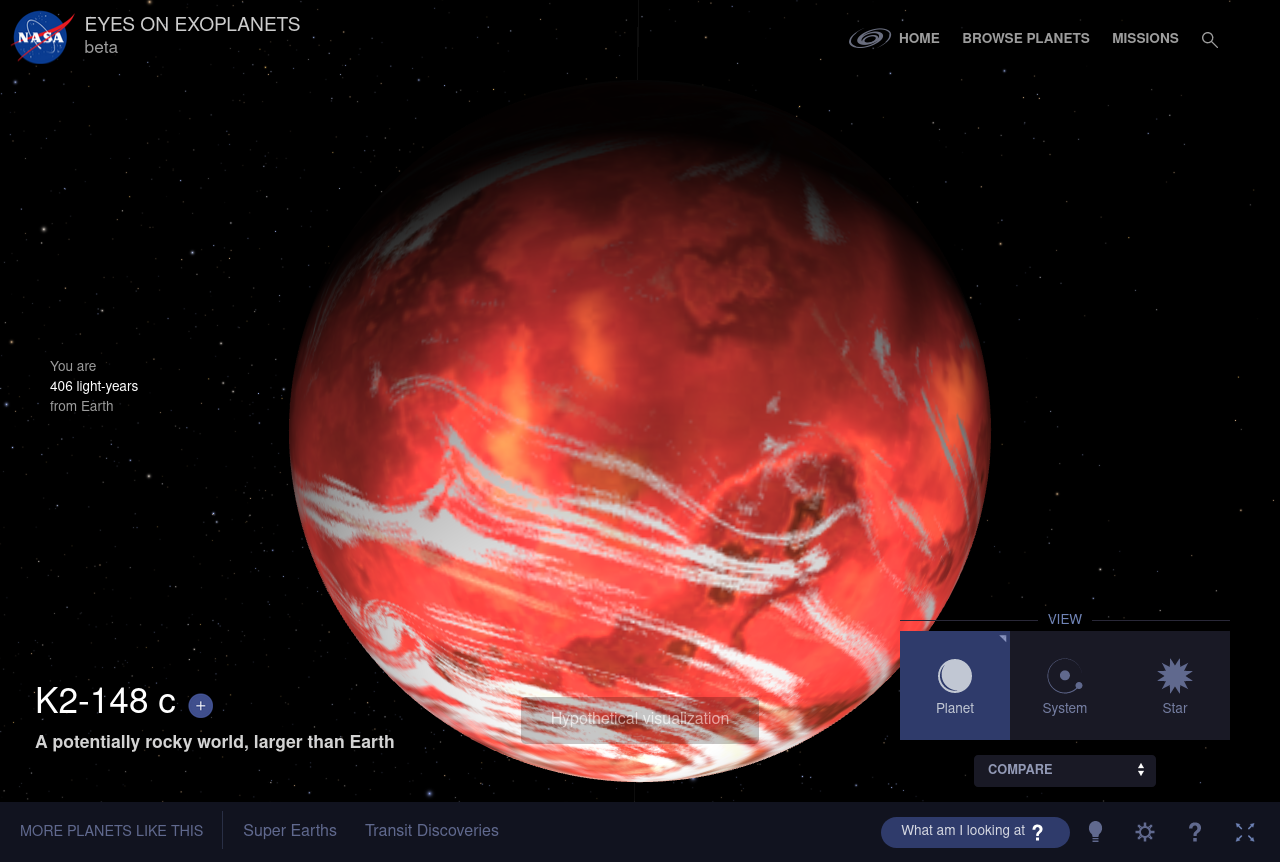 NASA
EYES ON EXOPLANETS
beta
HOME
BROWSE PLANETS
MISSIONS
You are
406 light-years
from Earth
VIEW
Planet
System
Star
K2-148 c +
A potentially rocky world, larger than Earth
Hypothetical visualization
COMPARE
MORE PLANETS LIKE THIS
Super Earths
Transit Discoveries
What am I looking at ?
?